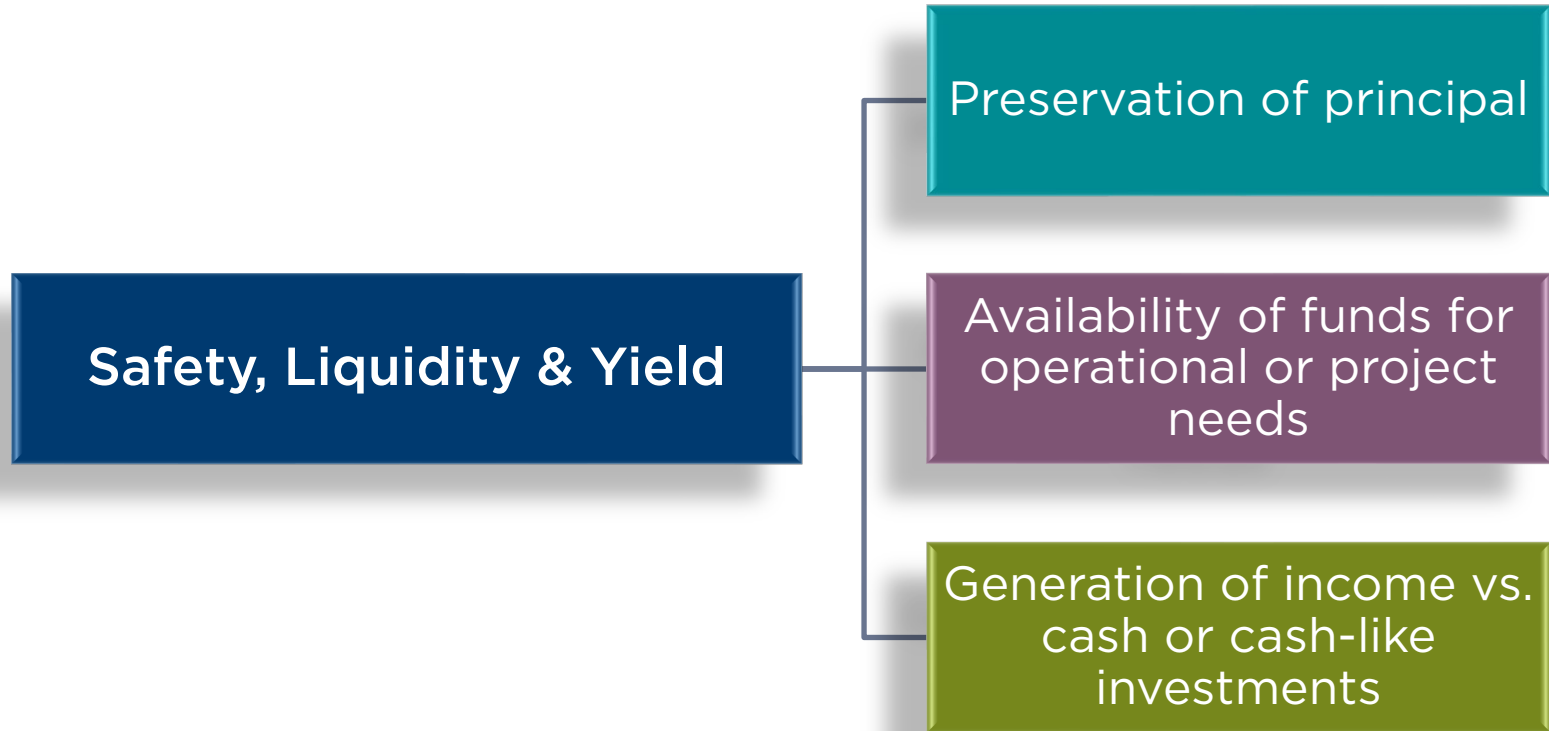 Safety, Liquidity & Yield
Preservation of principal
Availability of funds for
operational or project
needs
Generation of income vs.
cash or cash-like
investments